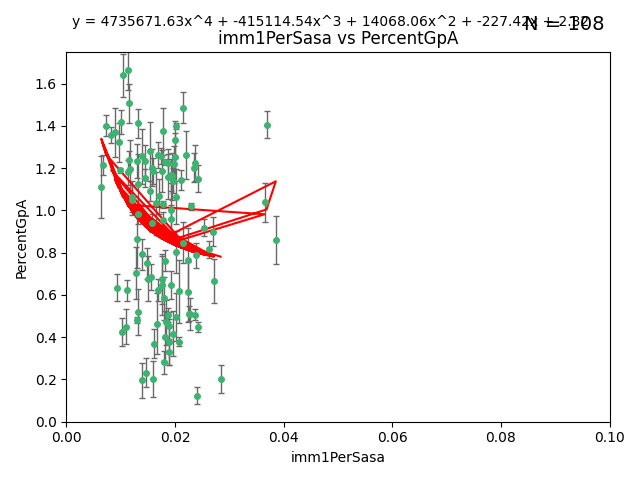 y = 4735671.63x^4 + -415114.54x^3 + 14068.06x^2 + -227.42x +
N = 108
imm1PerSasa vs PercentGpA
PercentGpA
1.6
1.4
1.2
1.0
0.8
0.6
0.4
0.2
0.0
0.00 0.02 0.04 0.06 0.08 0.10
imm1PerSasa